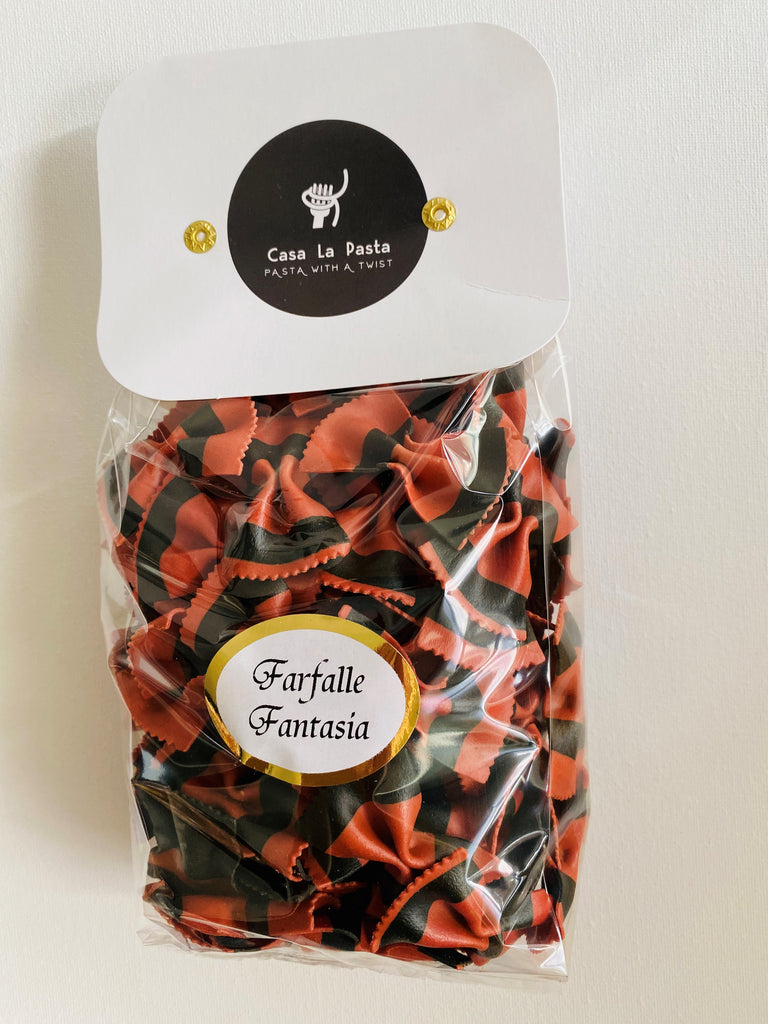 Casa La Pasta
PASTA WITH A TWIST
Farfalle
Fantasia